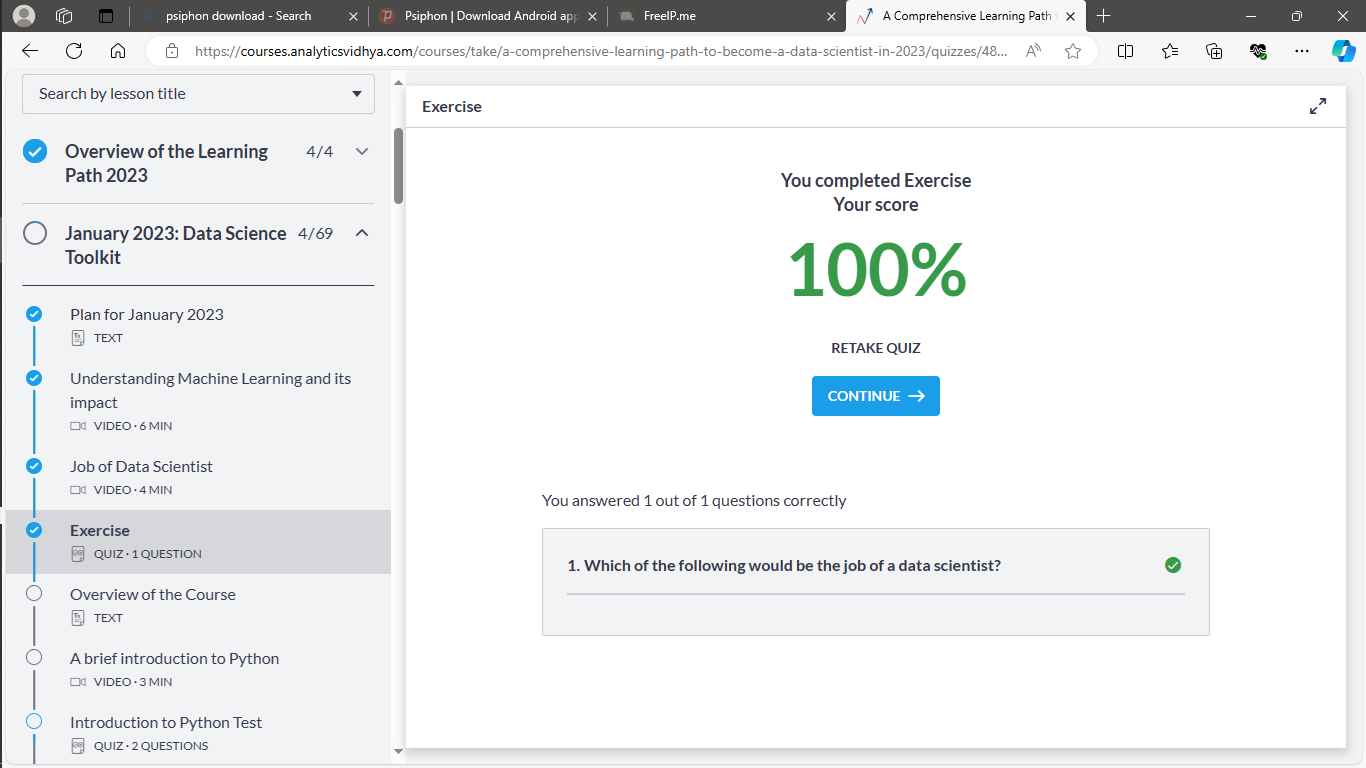 psiphon download - Search
Psiphon | Download Android app
FreeIP.me
A Comprehensive Learning Path
https://courses.analyticsvidhya.com/courses/take/a-comprehensive-learning-path-to-become-a-data-scientist-in-2023/quizzes/48...
Search by lesson title
Overview of the Learning 4/4
Path 2023
January 2023: Data Science 4/69
Toolkit
Plan for January 2023
TEXT
Understanding Machine Learning and its
impact
VIDEO · 6 MIN
Job of Data Scientist
VIDEO · 4 MIN
Exercise
QUIZ · 1 QUESTION
Overview of the Course
TEXT
A brief introduction to Python
VIDEO · 3 MIN
Introduction to Python Test
QUIZ · 2 QUESTIONS
Exercise
You completed Exercise
Your score
100%
RETAKE QUIZ
CONTINUE
You answered 1 out of 1 questions correctly
1. Which of the following would be the job of a data scientist?